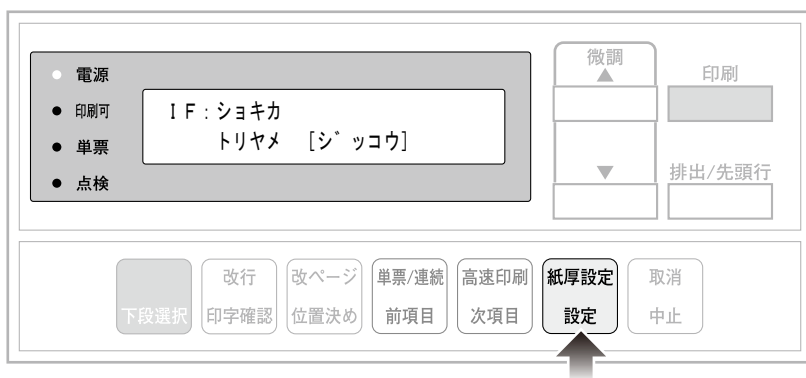 電源
印刷可
単票
点検
ＩＦ：ショキカ
トリヤメ ［ジッコウ］
微調
▲
▼
印刷
排出/先頭行
下段選択
改行
印字確認
改ページ
位置決め
単票/連続
前項目
高速印刷
次項目
紙厚設定
設定
取消
中止